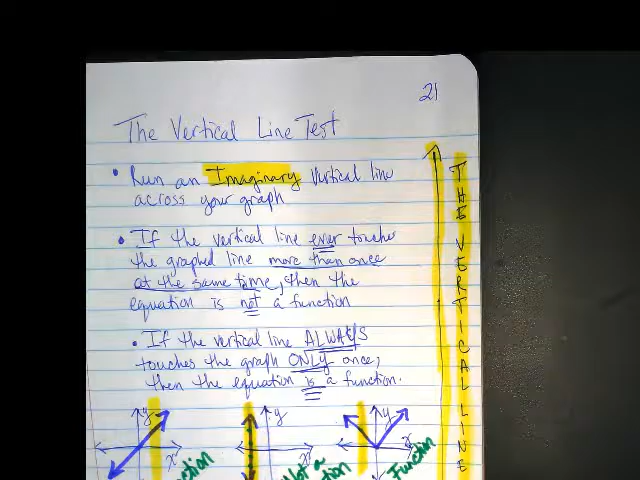 21
The Vertical Line Test
• Run an Imaginary vertical line
across your graph
• If the vertical line ever touches
the graphed line more than once
at the same time, then the
equation is not a function
• If the vertical line ALWAYS
touches the graph ONLY once,
then the equation is a function.
THE VERTICAL LINE
y y y
x x x
Not a
Function